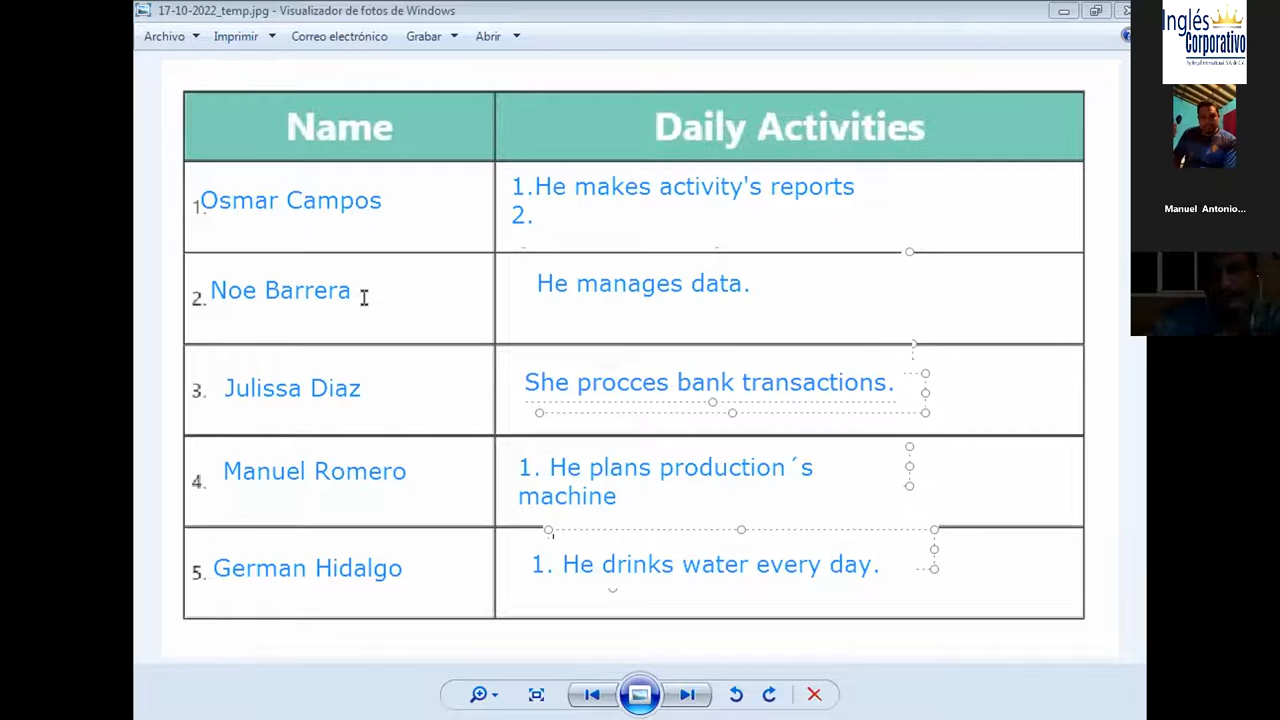 17-10-2022_temp.jpg - Visualizador de fotos de Windows
Archivo Imprimir Correo electrónico Grabar Abrir
Inglés
Corporativo
Name Daily Activities
1. Osmar Campos
1.He makes activity's reports
2.
2. Noe Barrera
He manages data.
3. Julissa Diaz
She procces bank transactions.
4. Manuel Romero
1. He plans production´s
machine
5. German Hidalgo
1. He drinks water every day.
Manuel Antonio...